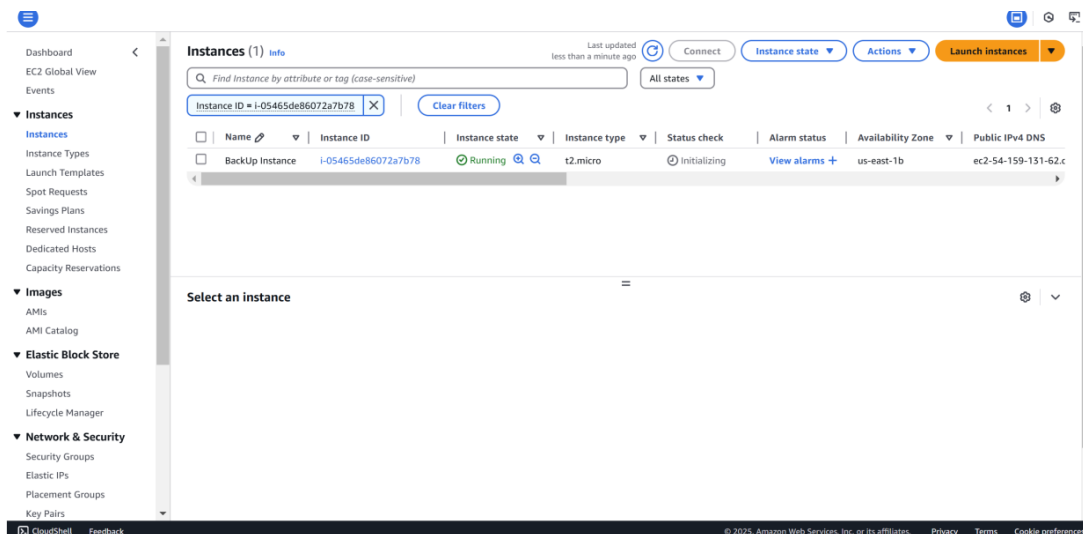 Dashboard
EC2 Global View
Events
Instances
Instances
Instance Types
Launch Templates
Spot Requests
Savings Plans
Reserved Instances
Dedicated Hosts
Capacity Reservations
Images
AMIs
AMI Catalog
Elastic Block Store
Volumes
Snapshots
Lifecycle Manager
Network & Security
Security Groups
Elastic IPs
Placement Groups
Key Pairs
Instances (1) Info
Last updated
less than a minute ago
Connect
Instance state
Actions
Launch instances
Find Instance by attribute or tag (case-sensitive)
All states
Instance ID = i-05465de86072a7b78
Clear filters
1
Name Instance ID Instance state Instance type Status check Alarm status Availability Zone Public IPv4 DNS
BackUp Instance i-05465de86072a7b78 Running t2.micro Initializing View alarms + us-east-1b ec2-54-159-131-62.c
Select an instance
CloudShell Feedback © 2025, Amazon Web Services, Inc. or its affiliates. Privacy Terms Cookie preferences